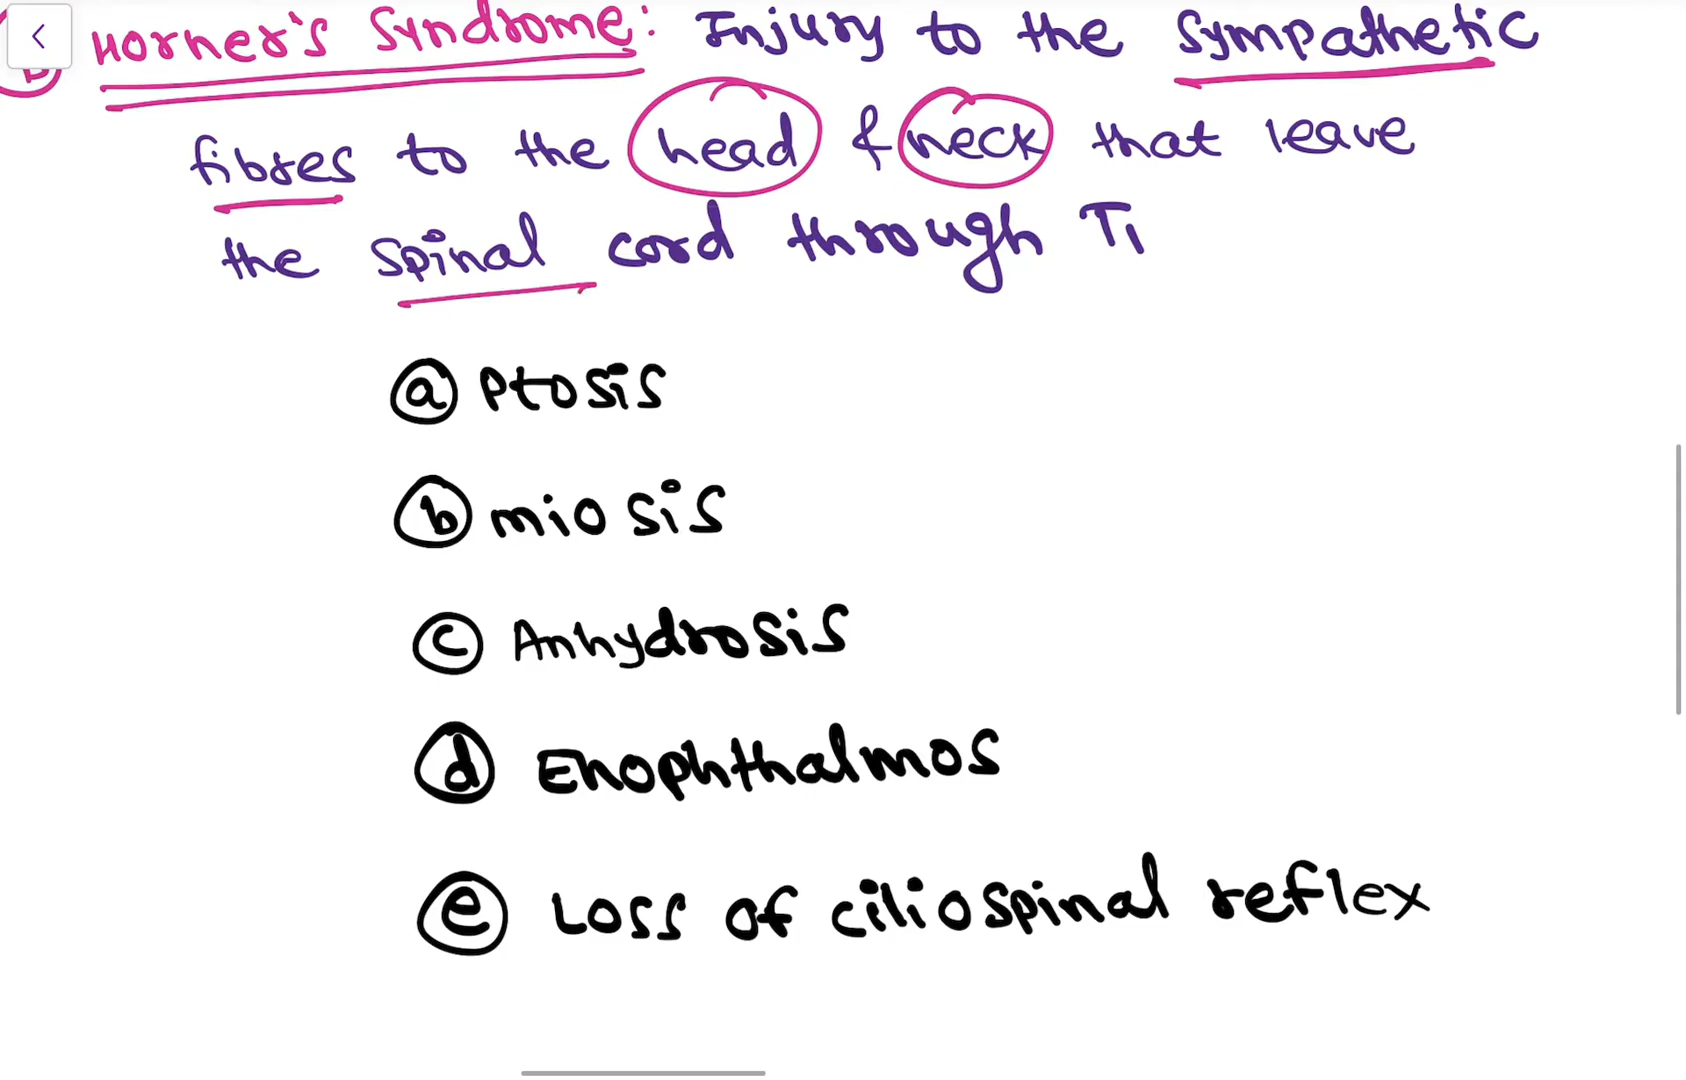 Horner's Syndrome: Injury to the Sympathetic
fibres to the head & neck that leave
the spinal cord through T1
a Ptosis
b miosis
c Anhydrosis
d Enophthalmos
e Loss of ciliospinal reflex